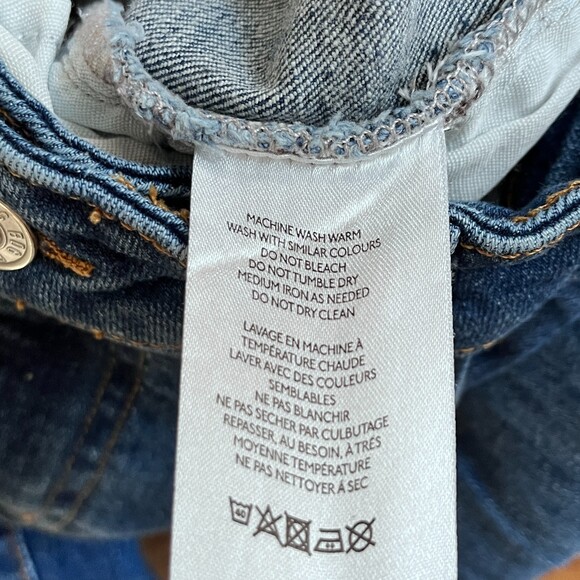 MACHINE WASH WARM
WASH WITH SIMILAR COLOURS
DO NOT BLEACH
DO NOT TUMBLE DRY
MEDIUM IRON AS NEEDED
DO NOT DRY CLEAN
LAVAGE EN MACHINE À
TEMPÉRATURE CHAUDE
LAVER AVEC DES COULEURS
SEMBLABLES
NE PAS BLANCHIR
NE PAS SECHER PAR CULBUTAGE
REPASSER, AU BESOIN, À TRÉS
MOYENNE TEMPÉRATURE
NE PAS NETTOYER Á SEC
40